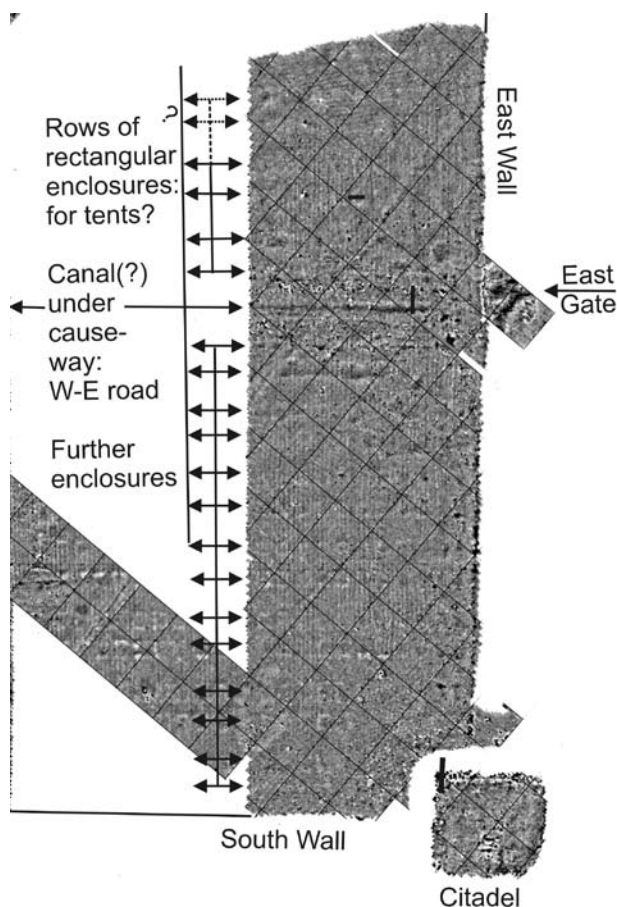 ?
Rows of
rectangular
enclosures:
for tents?
East Wall
Canal(?)
under
cause-
way:
W-E road
East
Gate
Further
enclosures
South Wall
Citadel